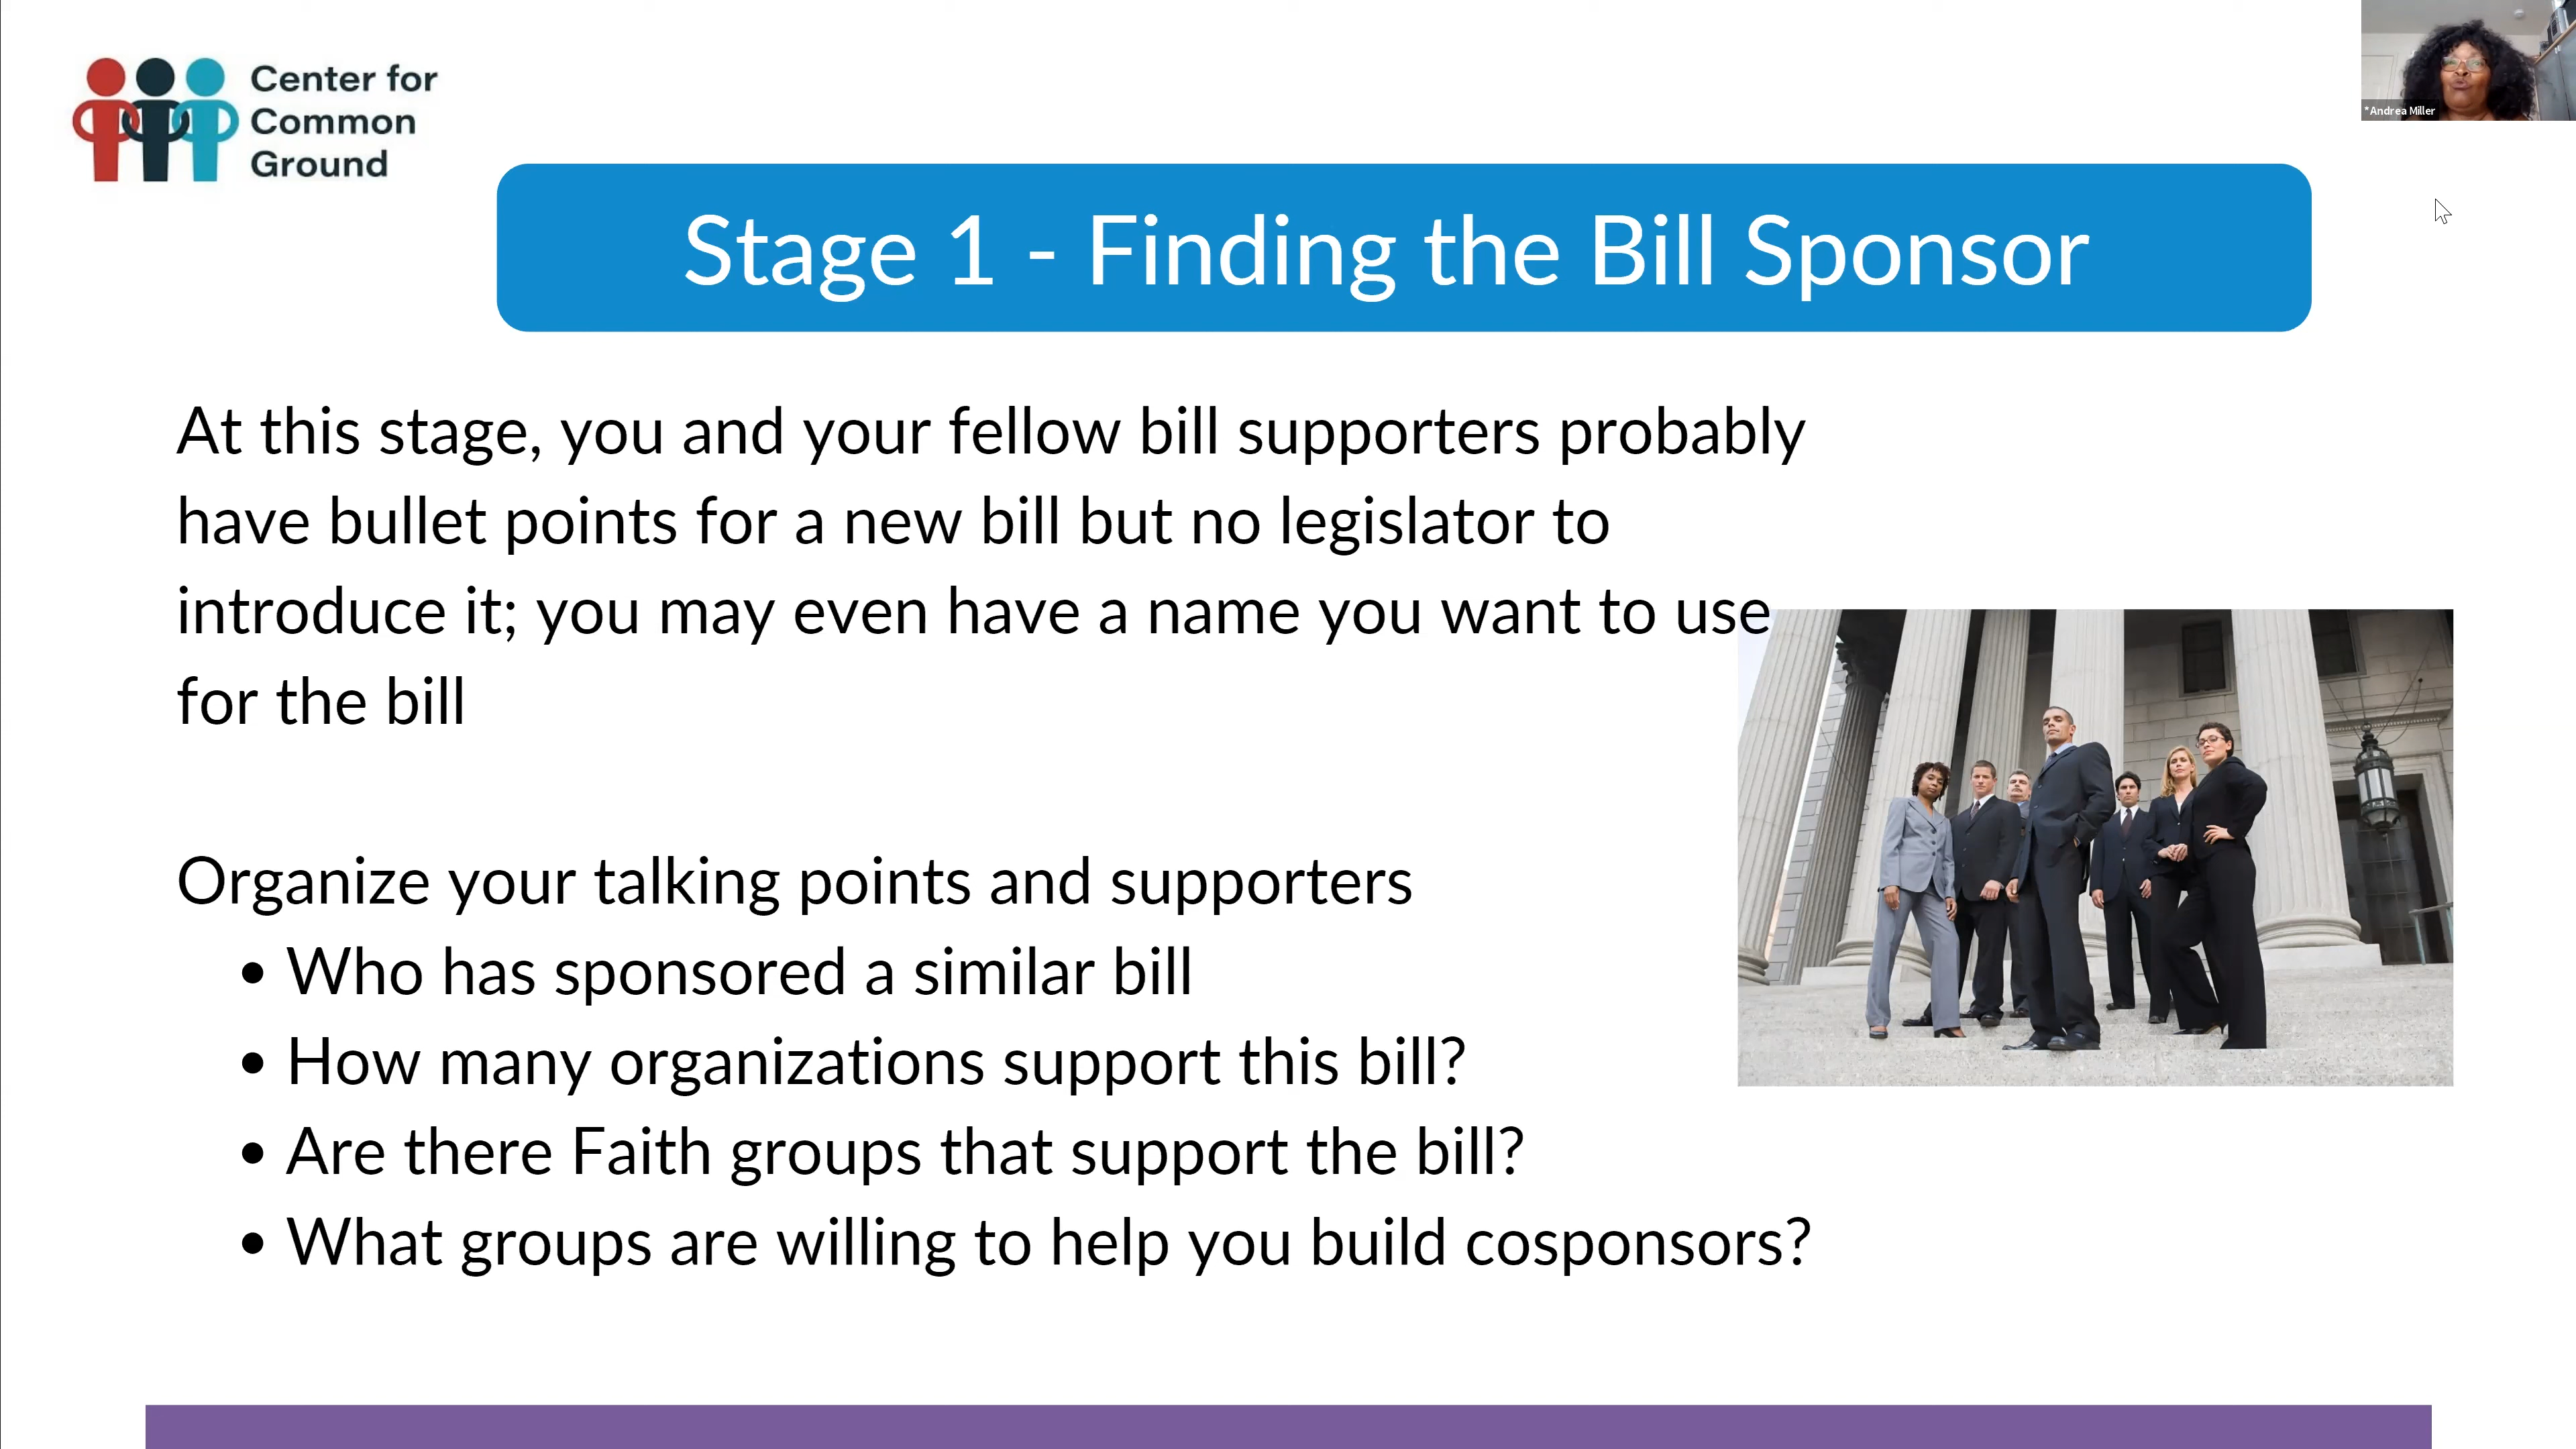 Center for
Common
Ground
*Andrea Miller
Stage 1 - Finding the Bill Sponsor
At this stage, you and your fellow bill supporters probably
have bullet points for a new bill but no legislator to
introduce it; you may even have a name you want to use
for the bill
Organize your talking points and supporters
• Who has sponsored a similar bill
• How many organizations support this bill?
• Are there Faith groups that support the bill?
• What groups are willing to help you build cosponsors?